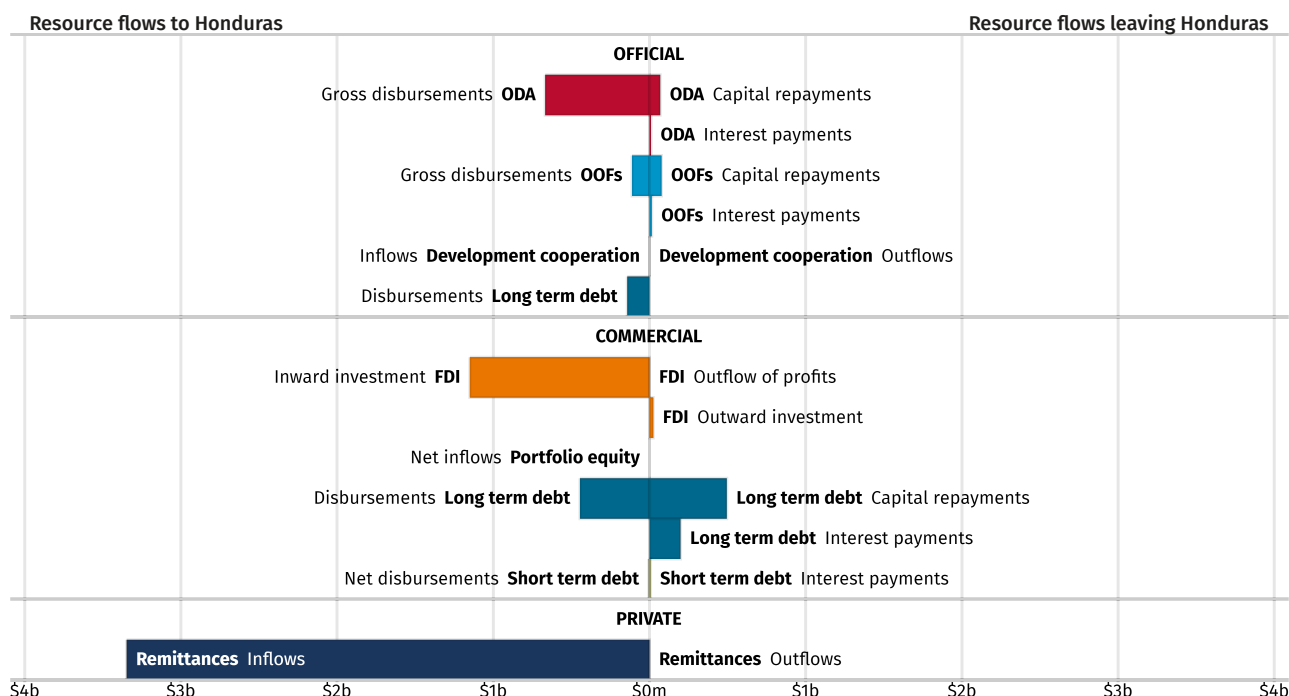 Resource flows to Honduras Resource flows leaving Honduras
OFFICIAL
Gross disbursements ODA ODA Capital repayments
ODA Interest payments
Gross disbursements OOFs OOFs Capital repayments
OOFs Interest payments
Inflows Development cooperation Development cooperation Outflows
Disbursements Long term debt
COMMERCIAL
Inward investment FDI FDI Outflow of profits
FDI Outward investment
Net inflows Portfolio equity
Disbursements Long term debt Long term debt Capital repayments
Long term debt Interest payments
Net disbursements Short term debt Short term debt Interest payments
PRIVATE
Remittances Inflows Remittances Outflows
$4b $3b $2b $1b $0m $1b $2b $3b $4b